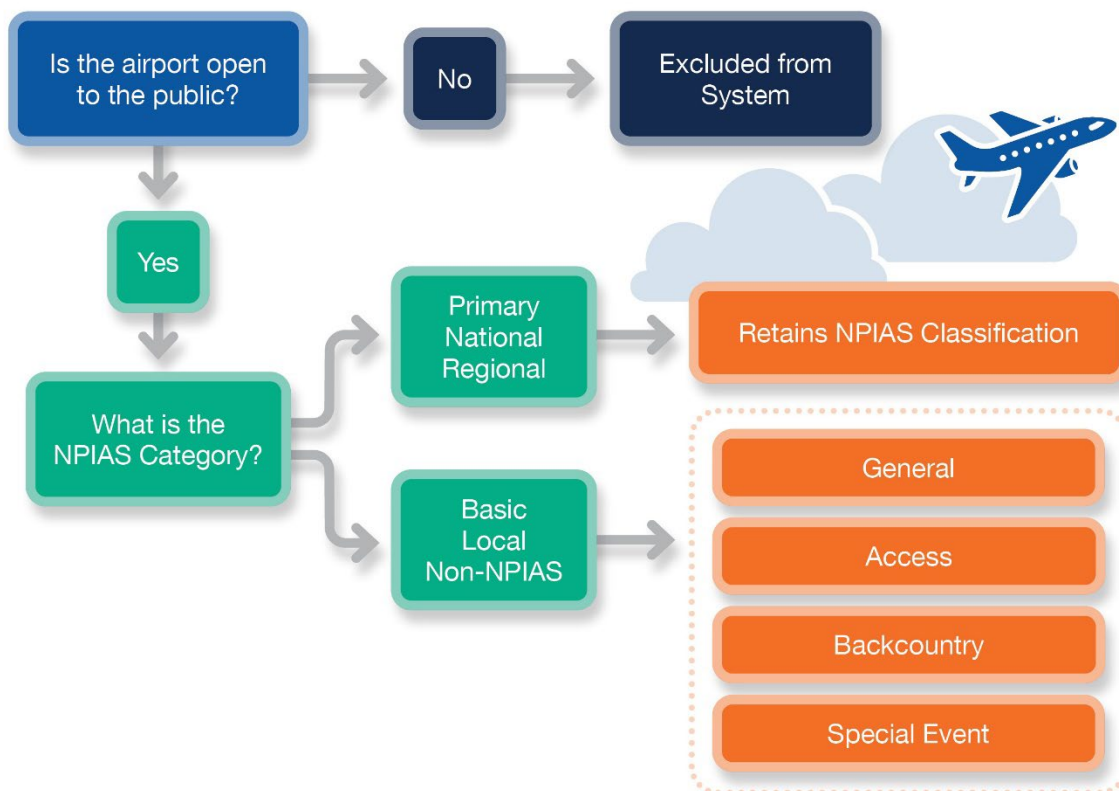 Is the airport open
to the public?
No
Excluded from
System
Yes
What is the
NPIAS Category?
Primary
National
Regional
Retains NPIAS Classification
Basic
Local
Non-NPIAS
General
Access
Backcountry
Special Event